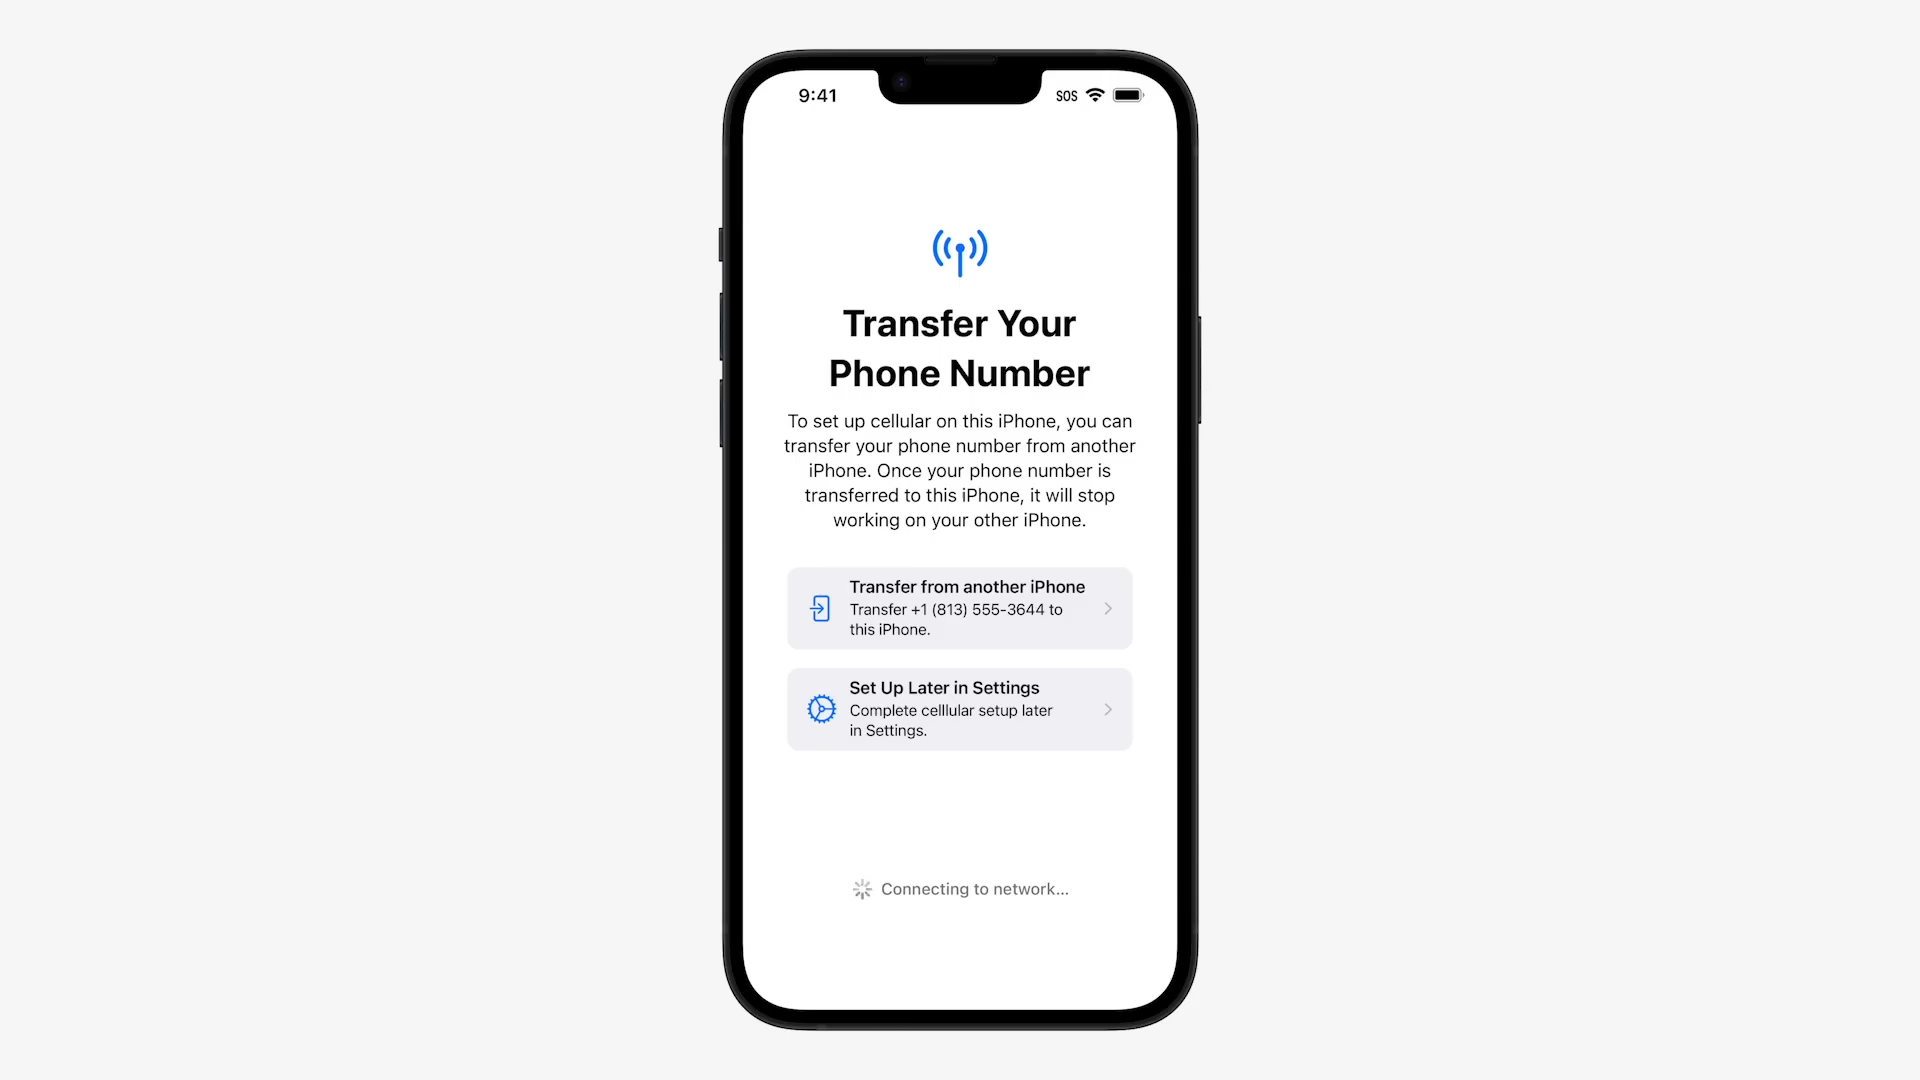 9:41
SOS
Transfer Your
Phone Number
To set up cellular on this iPhone, you can
transfer your phone number from another
iPhone. Once your phone number is
transferred to this iPhone, it will stop
working on your other iPhone.
Transfer from another iPhone
Transfer +1 (813) 555-3644 to
this iPhone.
Set Up Later in Settings
Complete celllular setup later
in Settings.
Connecting to network...